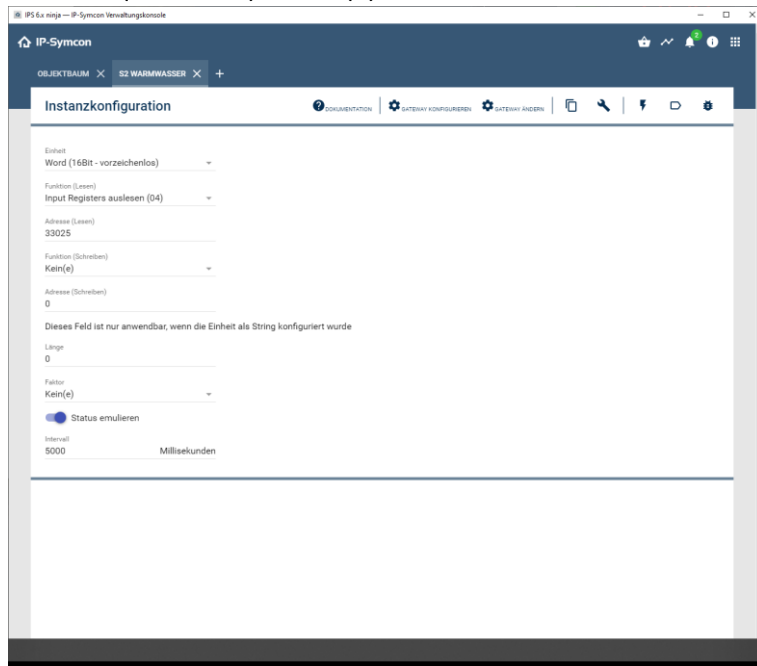 IPS 6.x ninja — IP-Symcon Verwaltungskonsole
IP-Symcon
2
OBJEKTBAUM
S2 WARMWASSER
Instanzkonfiguration
DOKUMENTATION
GATEWAY KONFIGURIEREN
GATEWAY ÄNDERN
Einheit
Word (16Bit - vorzeichenlos)
Funktion (Lesen)
Input Registers auslesen (04)
Adresse (Lesen)
33025
Funktion (Schreiben)
Kein(e)
Adresse (Schreiben)
0
Dieses Feld ist nur anwendbar, wenn die Einheit als String konfiguriert wurde
Länge
0
Faktor
Kein(e)
Status emulieren
Intervall
5000 Millisekunden